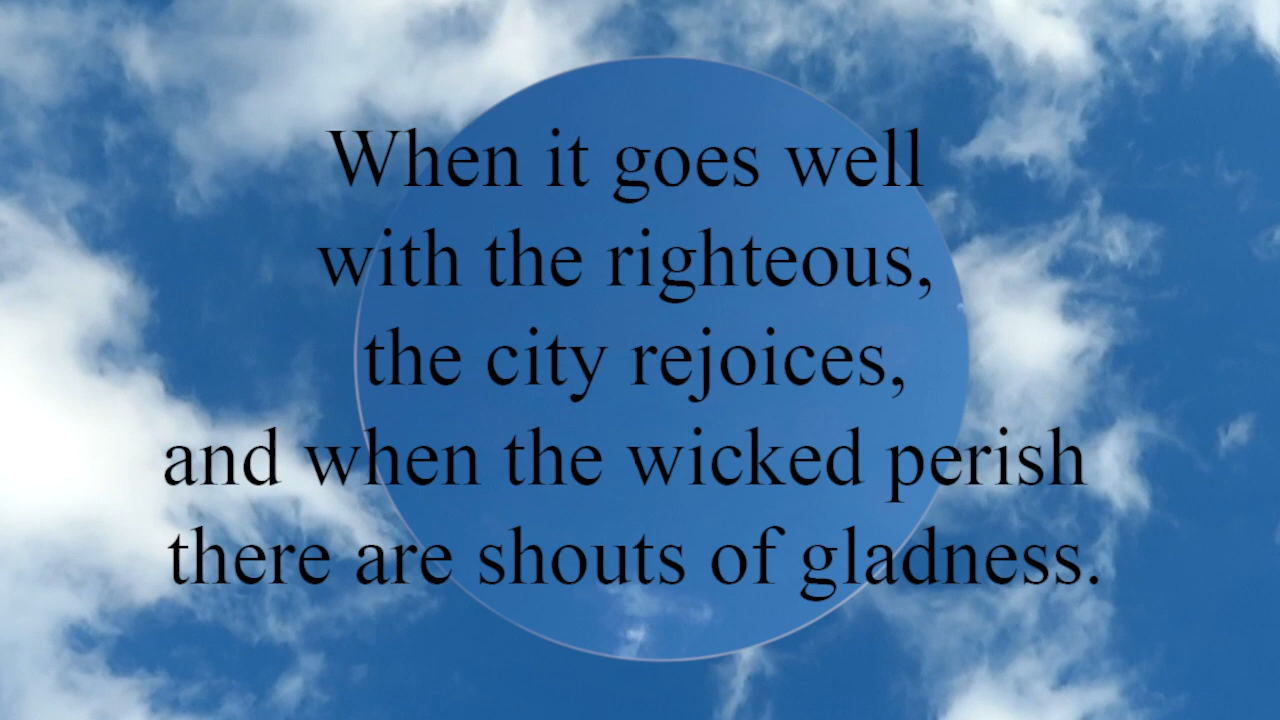 When it goes well
with the righteous,
the city rejoices,
and when the wicked perish
there are shouts of gladness.